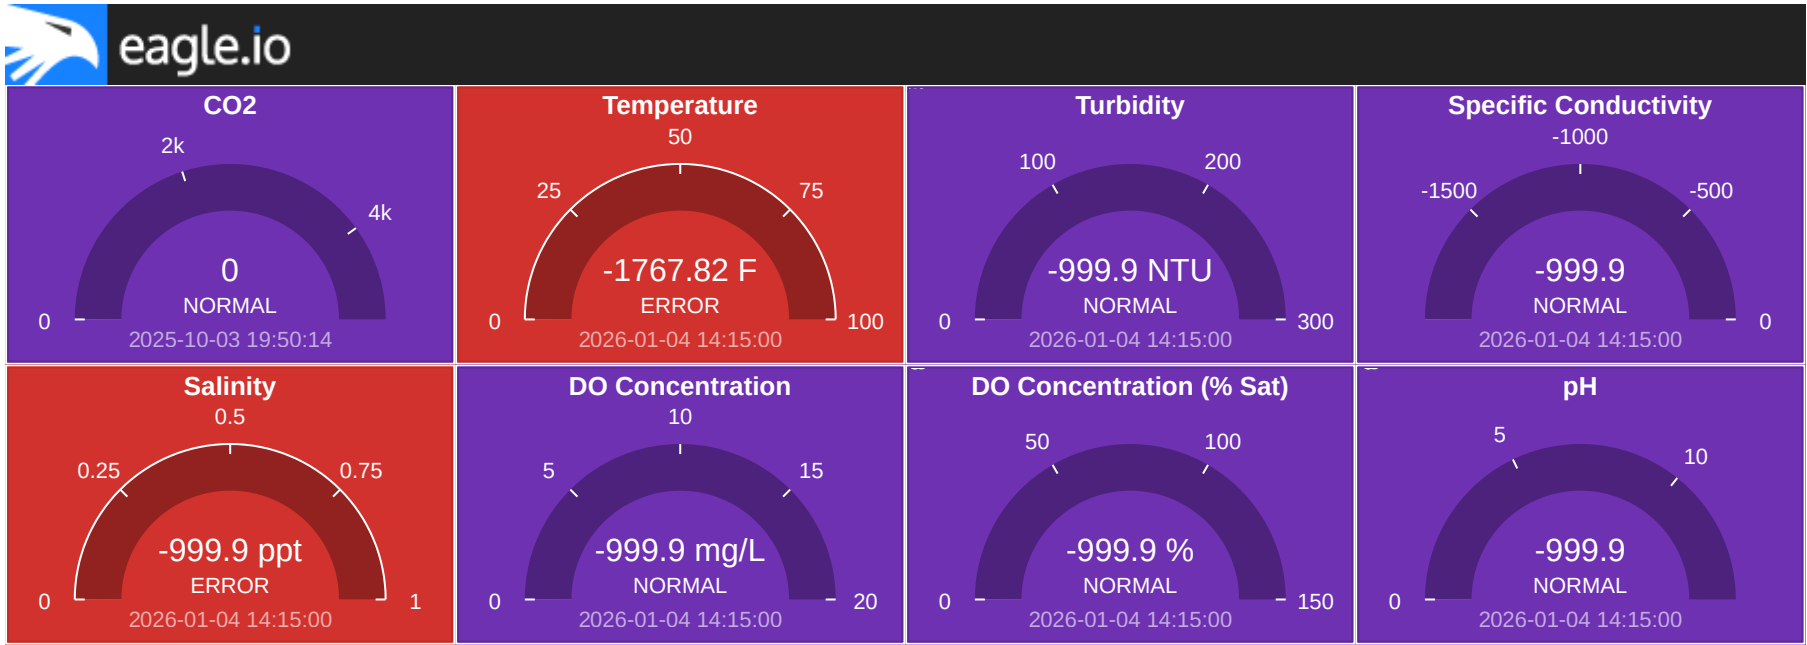 eagle.io
CO2
2k
4k
0
0
NORMAL
2025-10-03 19:50:14
Temperature
50
25
75
-1767.82 F
ERROR
0
100
2026-01-04 14:15:00
Turbidity
100
200
-999.9 NTU
NORMAL
0
300
2026-01-04 14:15:00
Specific Conductivity
-1000
-1500
-500
-999.9
NORMAL
0
2026-01-04 14:15:00
Salinity
0.5
0.25
0.75
-999.9 ppt
ERROR
0
1
2026-01-04 14:15:00
DO Concentration
10
5
15
-999.9 mg/L
NORMAL
0
20
2026-01-04 14:15:00
DO Concentration (% Sat)
50
100
-999.9 %
NORMAL
0
150
2026-01-04 14:15:00
pH
5
10
-999.9
NORMAL
0
2026-01-04 14:15:00